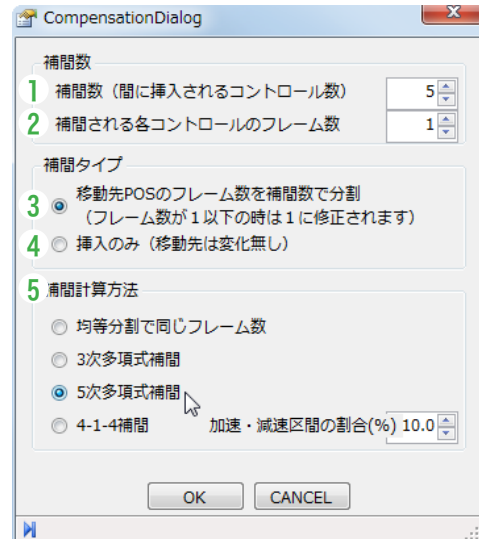 CompensationDialog
補間数
1 補間数（間に挿入されるコントロール数） 5
2 補間される各コントロールのフレーム数 1
補間タイプ
3 移動先POSのフレーム数を補間数で分割
（フレーム数が１以下の時は１に修正されます）
4 挿入のみ（移動先は変化無し）
5 補間計算方法
均等分割で同じフレーム数
3次多項式補間
5次多項式補間
4-1-4補間 加速・減速区間の割合(%) 10.0
OK CANCEL